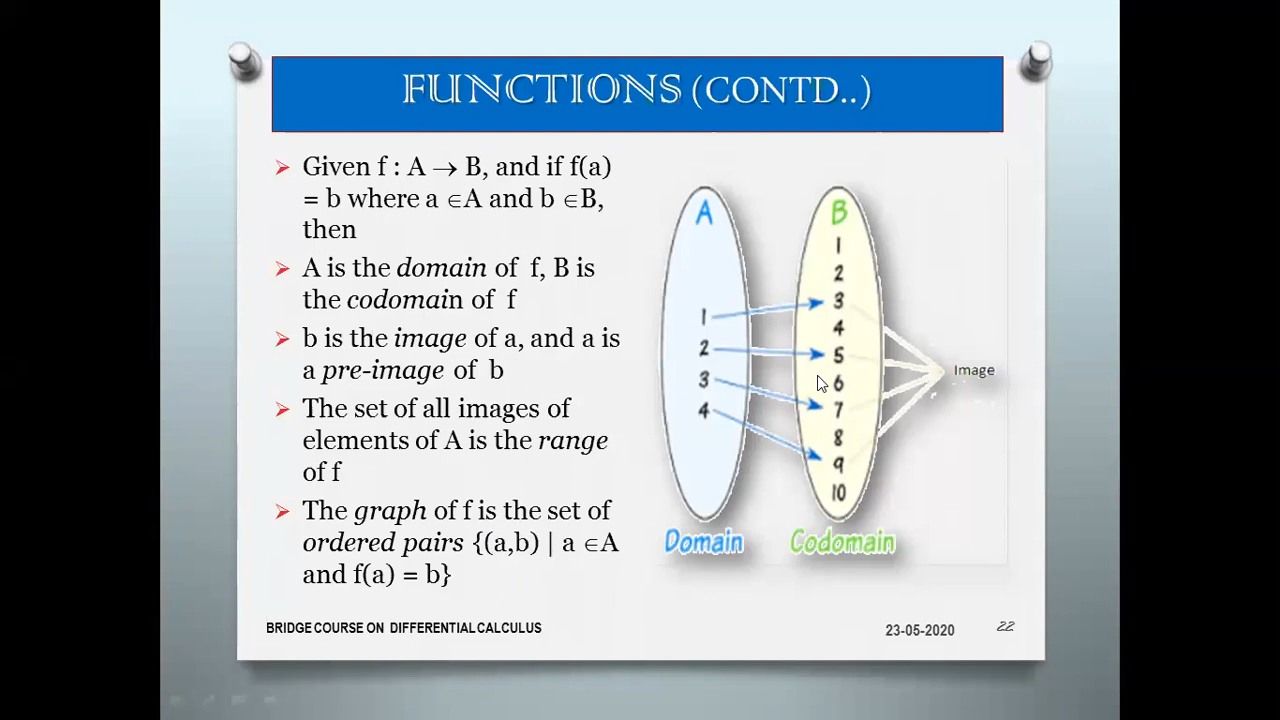 FUNCTIONS (CONTD..)
Given f : A → B, and if f(a)
= b where a ∈A and b ∈B,
then
A is the domain of f, B is
the codomain of f
b is the image of a, and a is
a pre-image of b
The set of all images of
elements of A is the range
of f
The graph of f is the set of
ordered pairs {(a,b) | a ∈A
and f(a) = b}
A
1
2
3
4
Domain
B
1
2
3
4
5
6
7
8
9
10
Codomain
Image
BRIDGE COURSE ON DIFFERENTIAL CALCULUS
23-05-2020
22